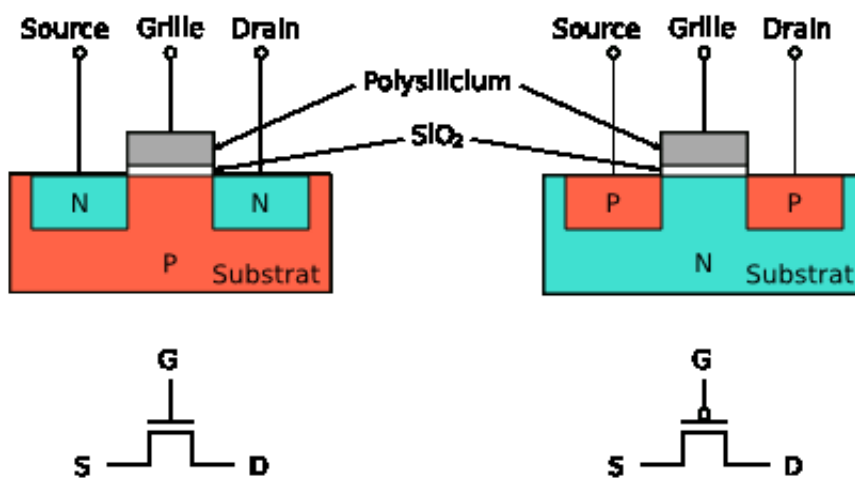 Source Grille Drain
Source Grille Drain
Polysilicium
SiO₂
N N
P
Substrat
P P
N
Substrat
G
S D
G
S D